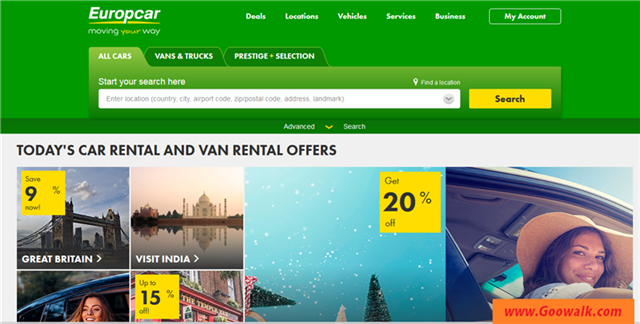 Europcar
moving your way
Deals Locations Vehicles Services Business My Account
ALL CARS VANS & TRUCKS PRESTIGE + SELECTION
Start your search here Find a location
Enter location (country, city, airport code, zip/postal code, address, landmark) Search
Advanced Search
TODAY'S CAR RENTAL AND VAN RENTAL OFFERS
Save
9 %
now!
GREAT BRITAIN
VISIT INDIA
Get
20 %
off
Up to
15 %
off!
www.Goowalk.com